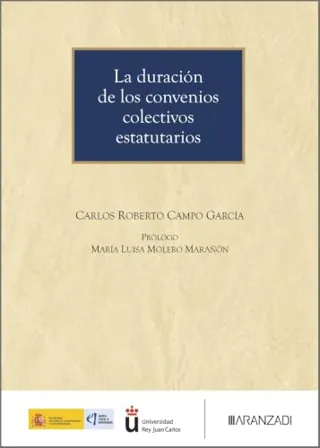 La duración
de los convenios
colectivos
estatutarios
CARLOS ROBERTO CAMPO GARCÍA
PRÓLOGO
MARÍA LUISA MOLERO MARAÑÓN
Universidad
Rey Juan Carlos
ARANZADI